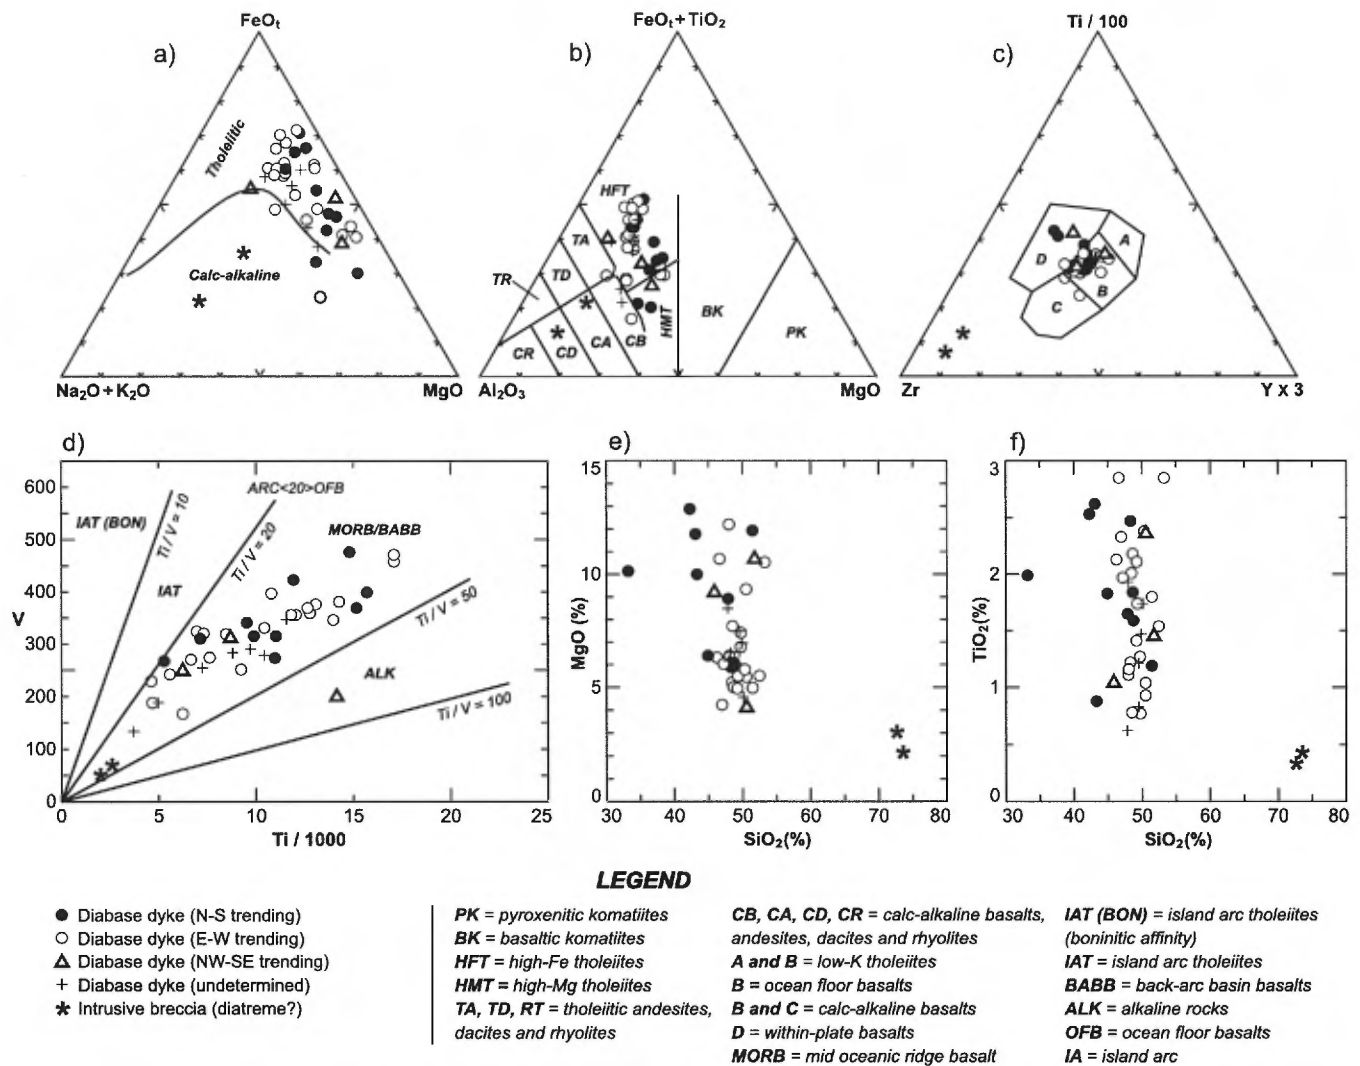 FeOₜ
a)
Tholeiitic
Calc-alkaline
Na₂O + K₂O
MgO
FeOₜ + TiO₂
b)
HFT
TA
TD
TR
CR
CD
CA
CB
HMT
BK
PK
Al₂O₃
MgO
Ti / 100
c)
A
D
B
C
Zr
Y X 3
d)
600
500
400
300
200
100
0
V
0
5
10
15
20
25
Ti / 1000
IAT (BON)
Ti / V = 10
IAT
ARC<20>OFB
Ti / V = 20
MORB/BABB
Ti / V = 50
ALK
Ti / V = 100
e)
15
10
5
0
MgO (%)
30
40
50
60
70
80
SiO₂(%)
f)
3
2
1
0
TiO₂(%)
30
40
50
60
70
80
SiO₂(%)
LEGEND
● Diabase dyke (N-S trending)
○ Diabase dyke (E-W trending)
△ Diabase dyke (NW-SE trending)
+ Diabase dyke (undetermined)
* Intrusive breccia (diatreme?)
PK = pyroxenitic komatiites
BK = basaltic komatiites
HFT = high-Fe tholeiites
HMT = high-Mg tholeiites
TA, TD, RT = tholeiitic andesites,
dacites and rhyolites
CB, CA, CD, CR = calc-alkaline basalts,
andesites, dacites and rhyolites
A and B = low-K tholeiites
B = ocean floor basalts
B and C = calc-alkaline basalts
D = within-plate basalts
MORB = mid oceanic ridge basalt
IAT (BON) = island arc tholeiites
(boninitic affinity)
IAT = island arc tholeiites
BABB = back-arc basin basalts
ALK = alkaline rocks
OFB = ocean floor basalts
IA = island arc